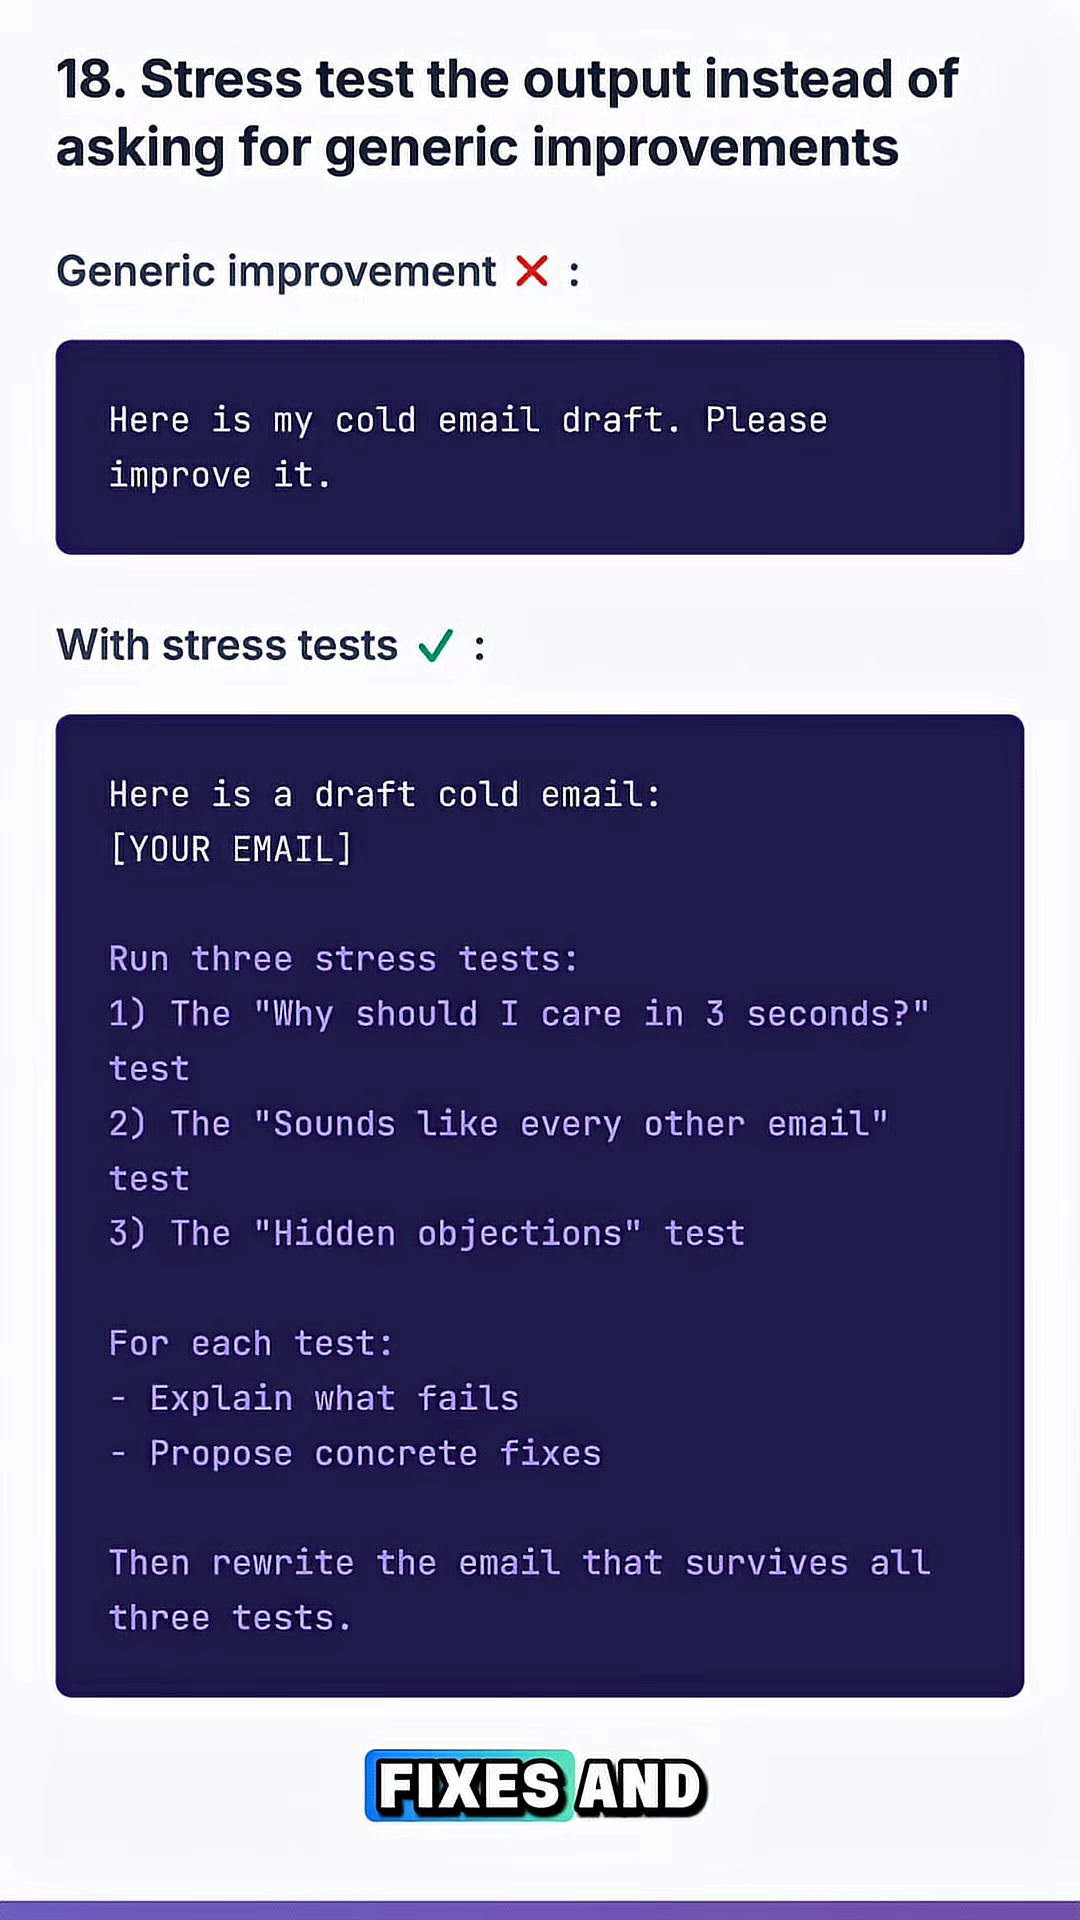 18. Stress test the output instead of
asking for generic improvements
Generic improvement ❌ :
Here is my cold email draft. Please
improve it.
With stress tests ✓ :
Here is a draft cold email:
[YOUR EMAIL]
Run three stress tests:
1) The "Why should I care in 3 seconds?"
test
2) The "Sounds like every other email"
test
3) The "Hidden objections" test
For each test:
- Explain what fails
- Propose concrete fixes
Then rewrite the email that survives all
three tests.
FIXES AND